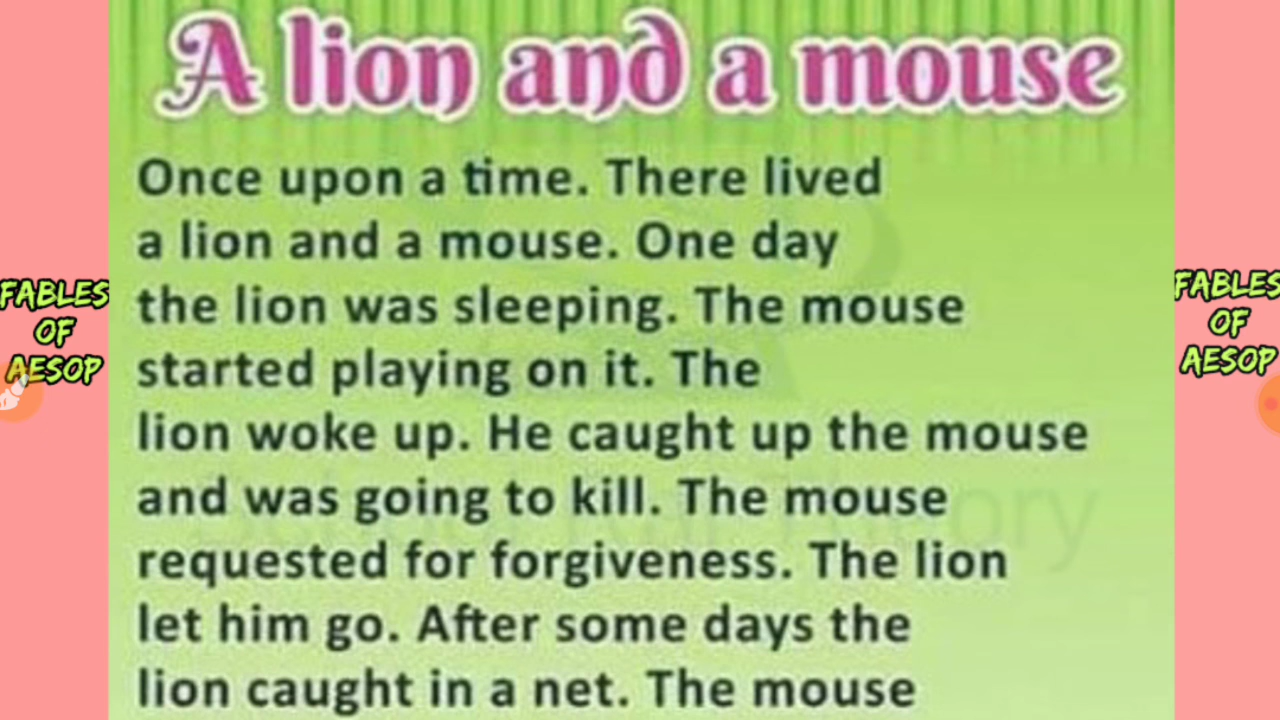 A lion and a mouse
Once upon a time. There lived
a lion and a mouse. One day
the lion was sleeping. The mouse
started playing on it. The
lion woke up. He caught up the mouse
and was going to kill. The mouse
requested for forgiveness. The lion
let him go. After some days the
lion caught in a net. The mouse
FABLES
OF
AESOP
FABLES
OF
AESOP